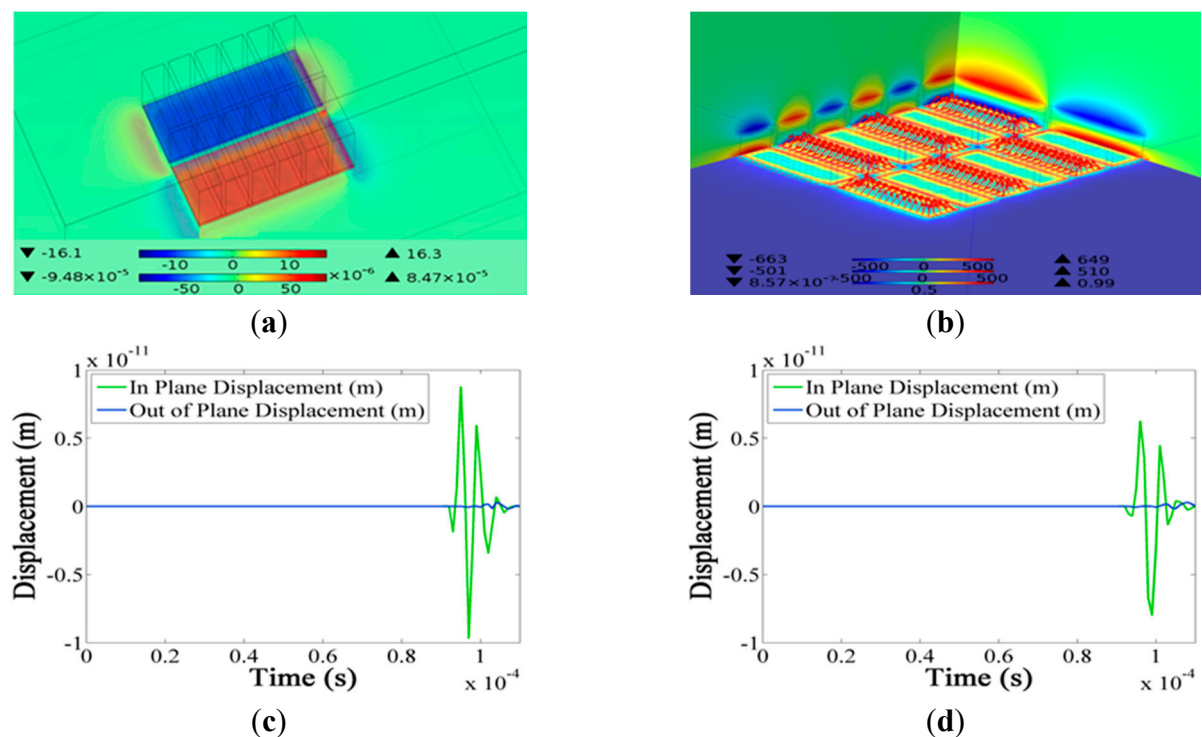 ▼ -16.1 -10 0 10 ▲ 16.3
▼ -9.48×10⁻⁵ -50 0 50 ×10⁻⁶ ▲ 8.47×10⁻⁵
(a)
▼ -663 -500 0 500 ▲ 649
▼ -501 -500 0 500 ▲ 510
▼ 0.5 ▲ 0.99
(b)
x 10⁻¹¹
1
In Plane Displacement (m)
Out of Plane Displacement (m)
0.5
0
-0.5
-1
Displacement (m)
0 0.2 0.4 0.6 0.8 1
Time (s)
x 10⁻⁴
(c)
x 10⁻¹¹
1
In Plane Displacement (m)
Out of Plane Displacement (m)
0.5
0
-0.5
-1
Displacement (m)
0 0.2 0.4 0.6 0.8 1
Time (s)
x 10⁻⁴
(d)